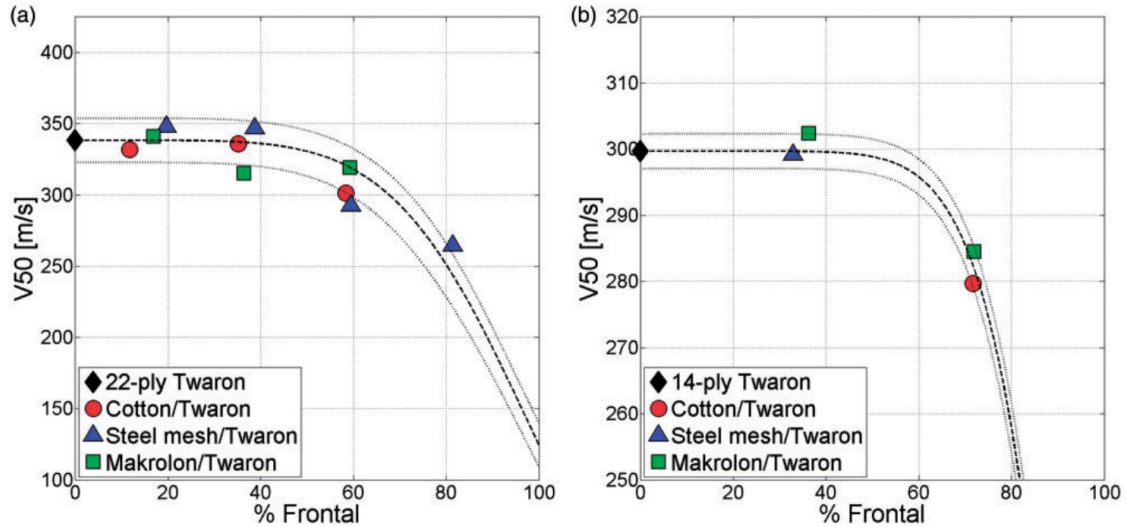 (a)
V50 [m/s]
400
350
300
250
200
150
100
22-ply Twaron
Cotton/Twaron
Steel mesh/Twaron
Makrolon/Twaron
0 20 40 60 80 100
% Frontal
(b)
V50 [m/s]
320
310
300
290
280
270
260
250
14-ply Twaron
Cotton/Twaron
Steel mesh/Twaron
Makrolon/Twaron
0 20 40 60 80 100
% Frontal